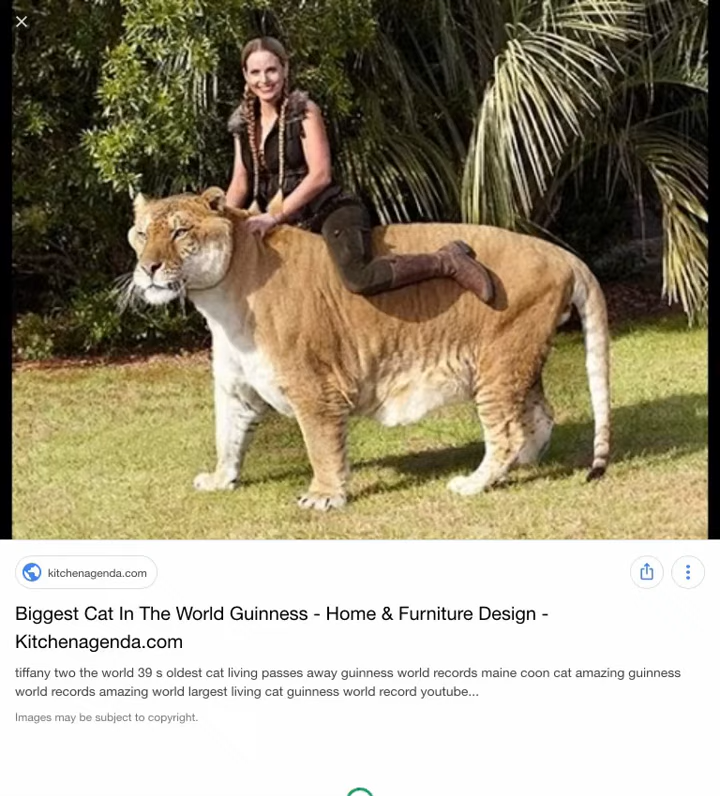 kitchenagenda.com
Biggest Cat In The World Guinness - Home & Furniture Design -
Kitchenagenda.com
tiffany two the world 39 s oldest cat living passes away guinness world records maine coon cat amazing guinness
world records amazing world largest living cat guinness world record youtube...
Images may be subject to copyright.